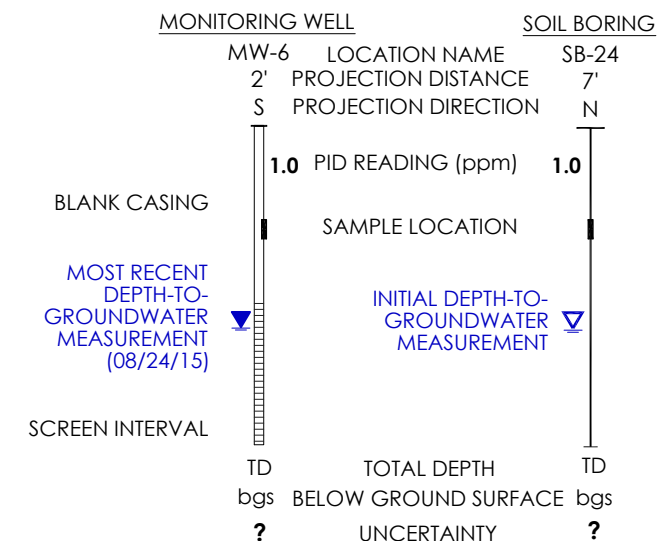 MONITORING WELL SOIL BORING
MW-6 LOCATION NAME SB-24
2' PROJECTION DISTANCE 7'
S PROJECTION DIRECTION N
1.0 PID READING (ppm) 1.0
BLANK CASING
SAMPLE LOCATION
MOST RECENT
DEPTH-TO-
GROUNDWATER
MEASUREMENT
(08/24/15)
INITIAL DEPTH-TO-
GROUNDWATER
MEASUREMENT
SCREEN INTERVAL
TD TOTAL DEPTH TD
bgs BELOW GROUND SURFACE bgs
? UNCERTAINTY ?